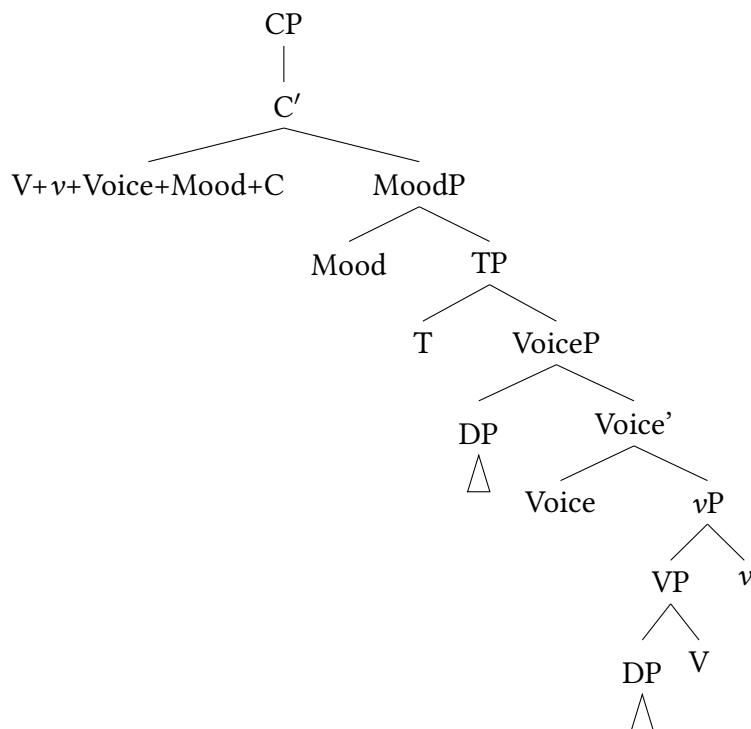 CP
C′
V+v+Voice+Mood+C MoodP
Mood TP
T VoiceP
DP Voice’
Voice vP
VP v
DP V